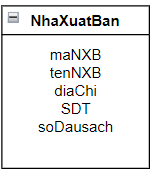 NhaXuatBan
maNXB
tenNXB
diaChi
SDT
soDausach